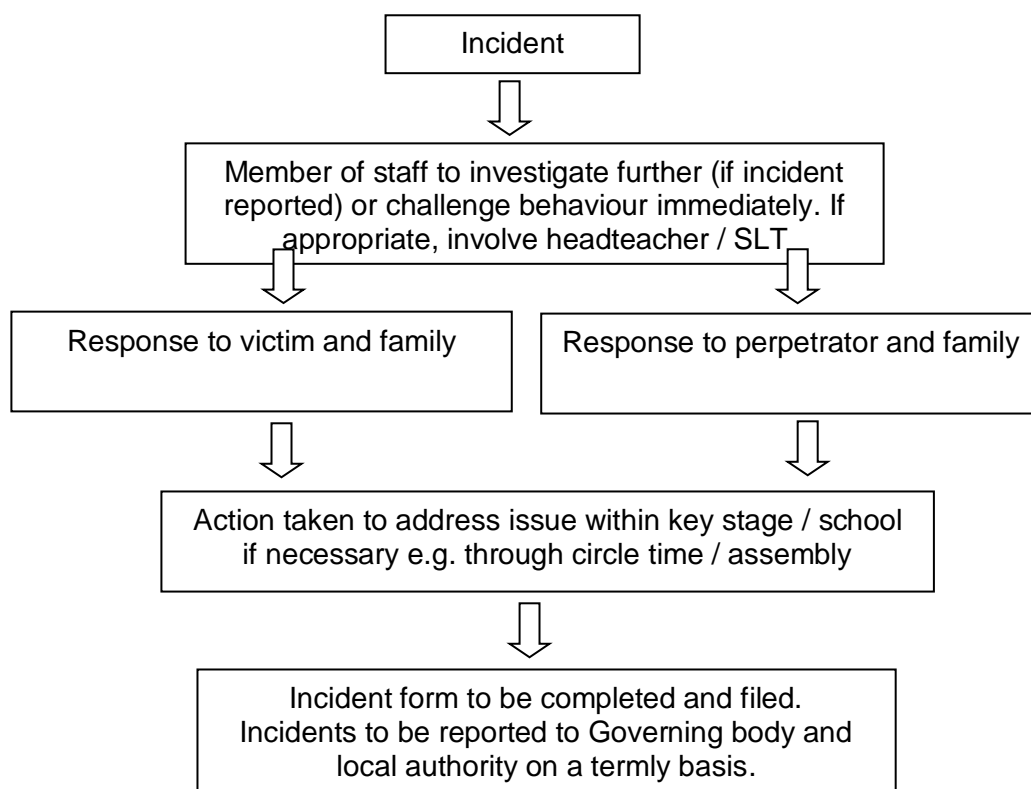 Incident
Member of staff to investigate further (if incident
reported) or challenge behaviour immediately. If
appropriate, involve headteacher / SLT
Response to victim and family
Response to perpetrator and family
Action taken to address issue within key stage / school
if necessary e.g. through circle time / assembly
Incident form to be completed and filed.
Incidents to be reported to Governing body and
local authority on a termly basis.